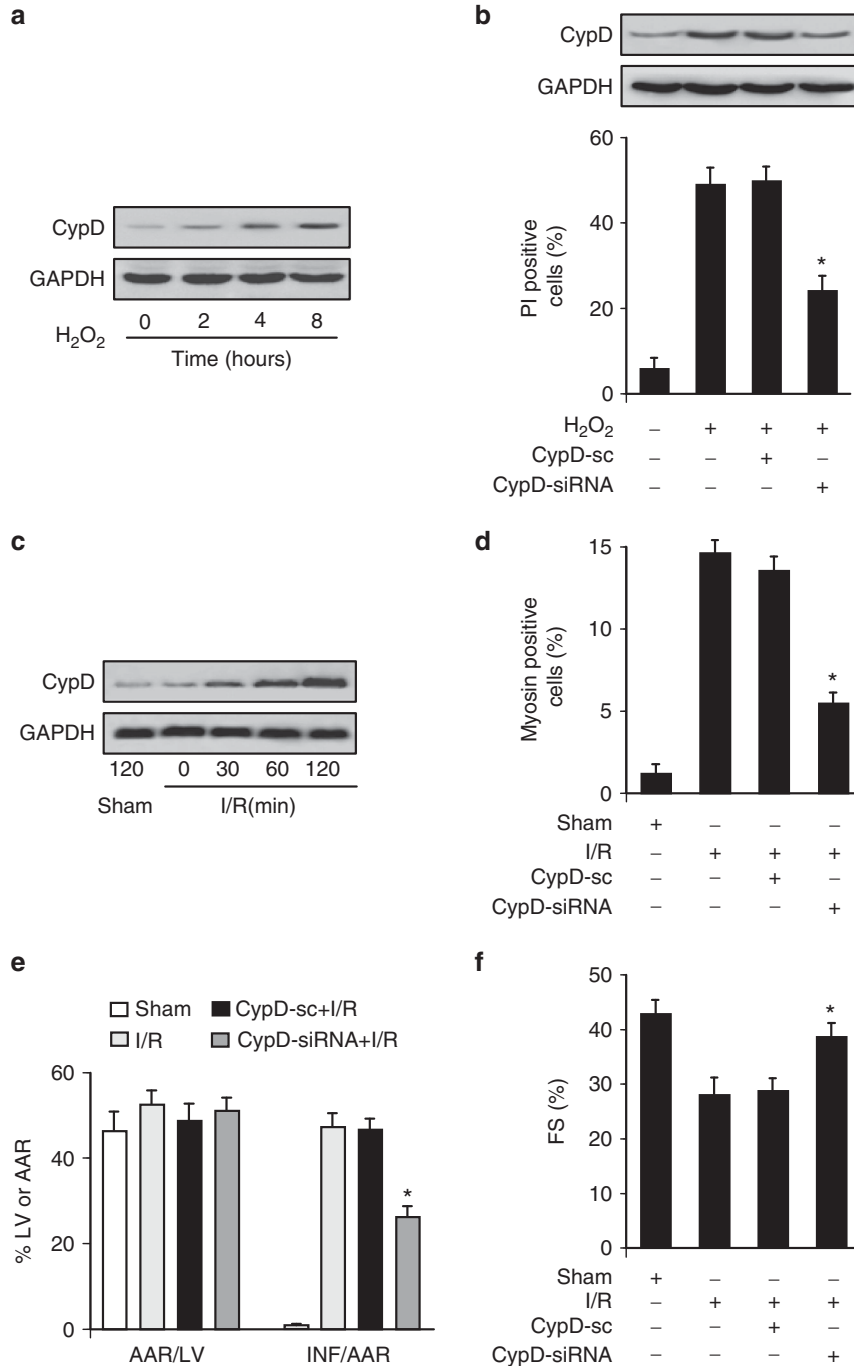 a
CypD
GAPDH
H₂O₂
0 2 4 8
Time (hours)
b
CypD
GAPDH
60
40
20
0
PI positive
cells (%)
*
H₂O₂ – + + +
CypD-sc – – + –
CypD-siRNA – – – +
c
CypD
GAPDH
120 0 30 60 120
Sham I/R(min)
d
15
10
5
0
Myosin positive
cells (%)
*
Sham + – – –
I/R – + + +
CypD-sc – – + –
CypD-siRNA – – – +
e
Sham CypD-sc+I/R
I/R CypD-siRNA+I/R
60
40
20
0
% LV or AAR
*
AAR/LV INF/AAR
f
50
40
30
20
10
0
FS (%)
*
Sham + – – –
I/R – + + +
CypD-sc – – + –
CypD-siRNA – – – +